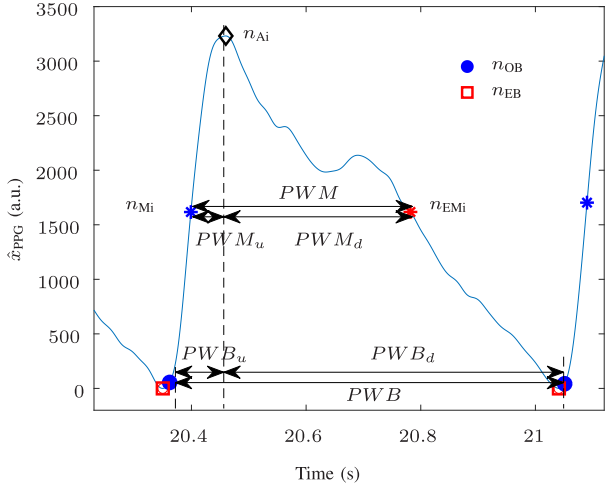 3500
3000
2500
2000
1500
1000
500
0
x̂PPG (a.u.)
nAi
nOB
nEB
PWM
nMi
nEMi
PWMu
PWMd
PWBu
PWBd
PWB
20.4
20.6
20.8
21
Time (s)